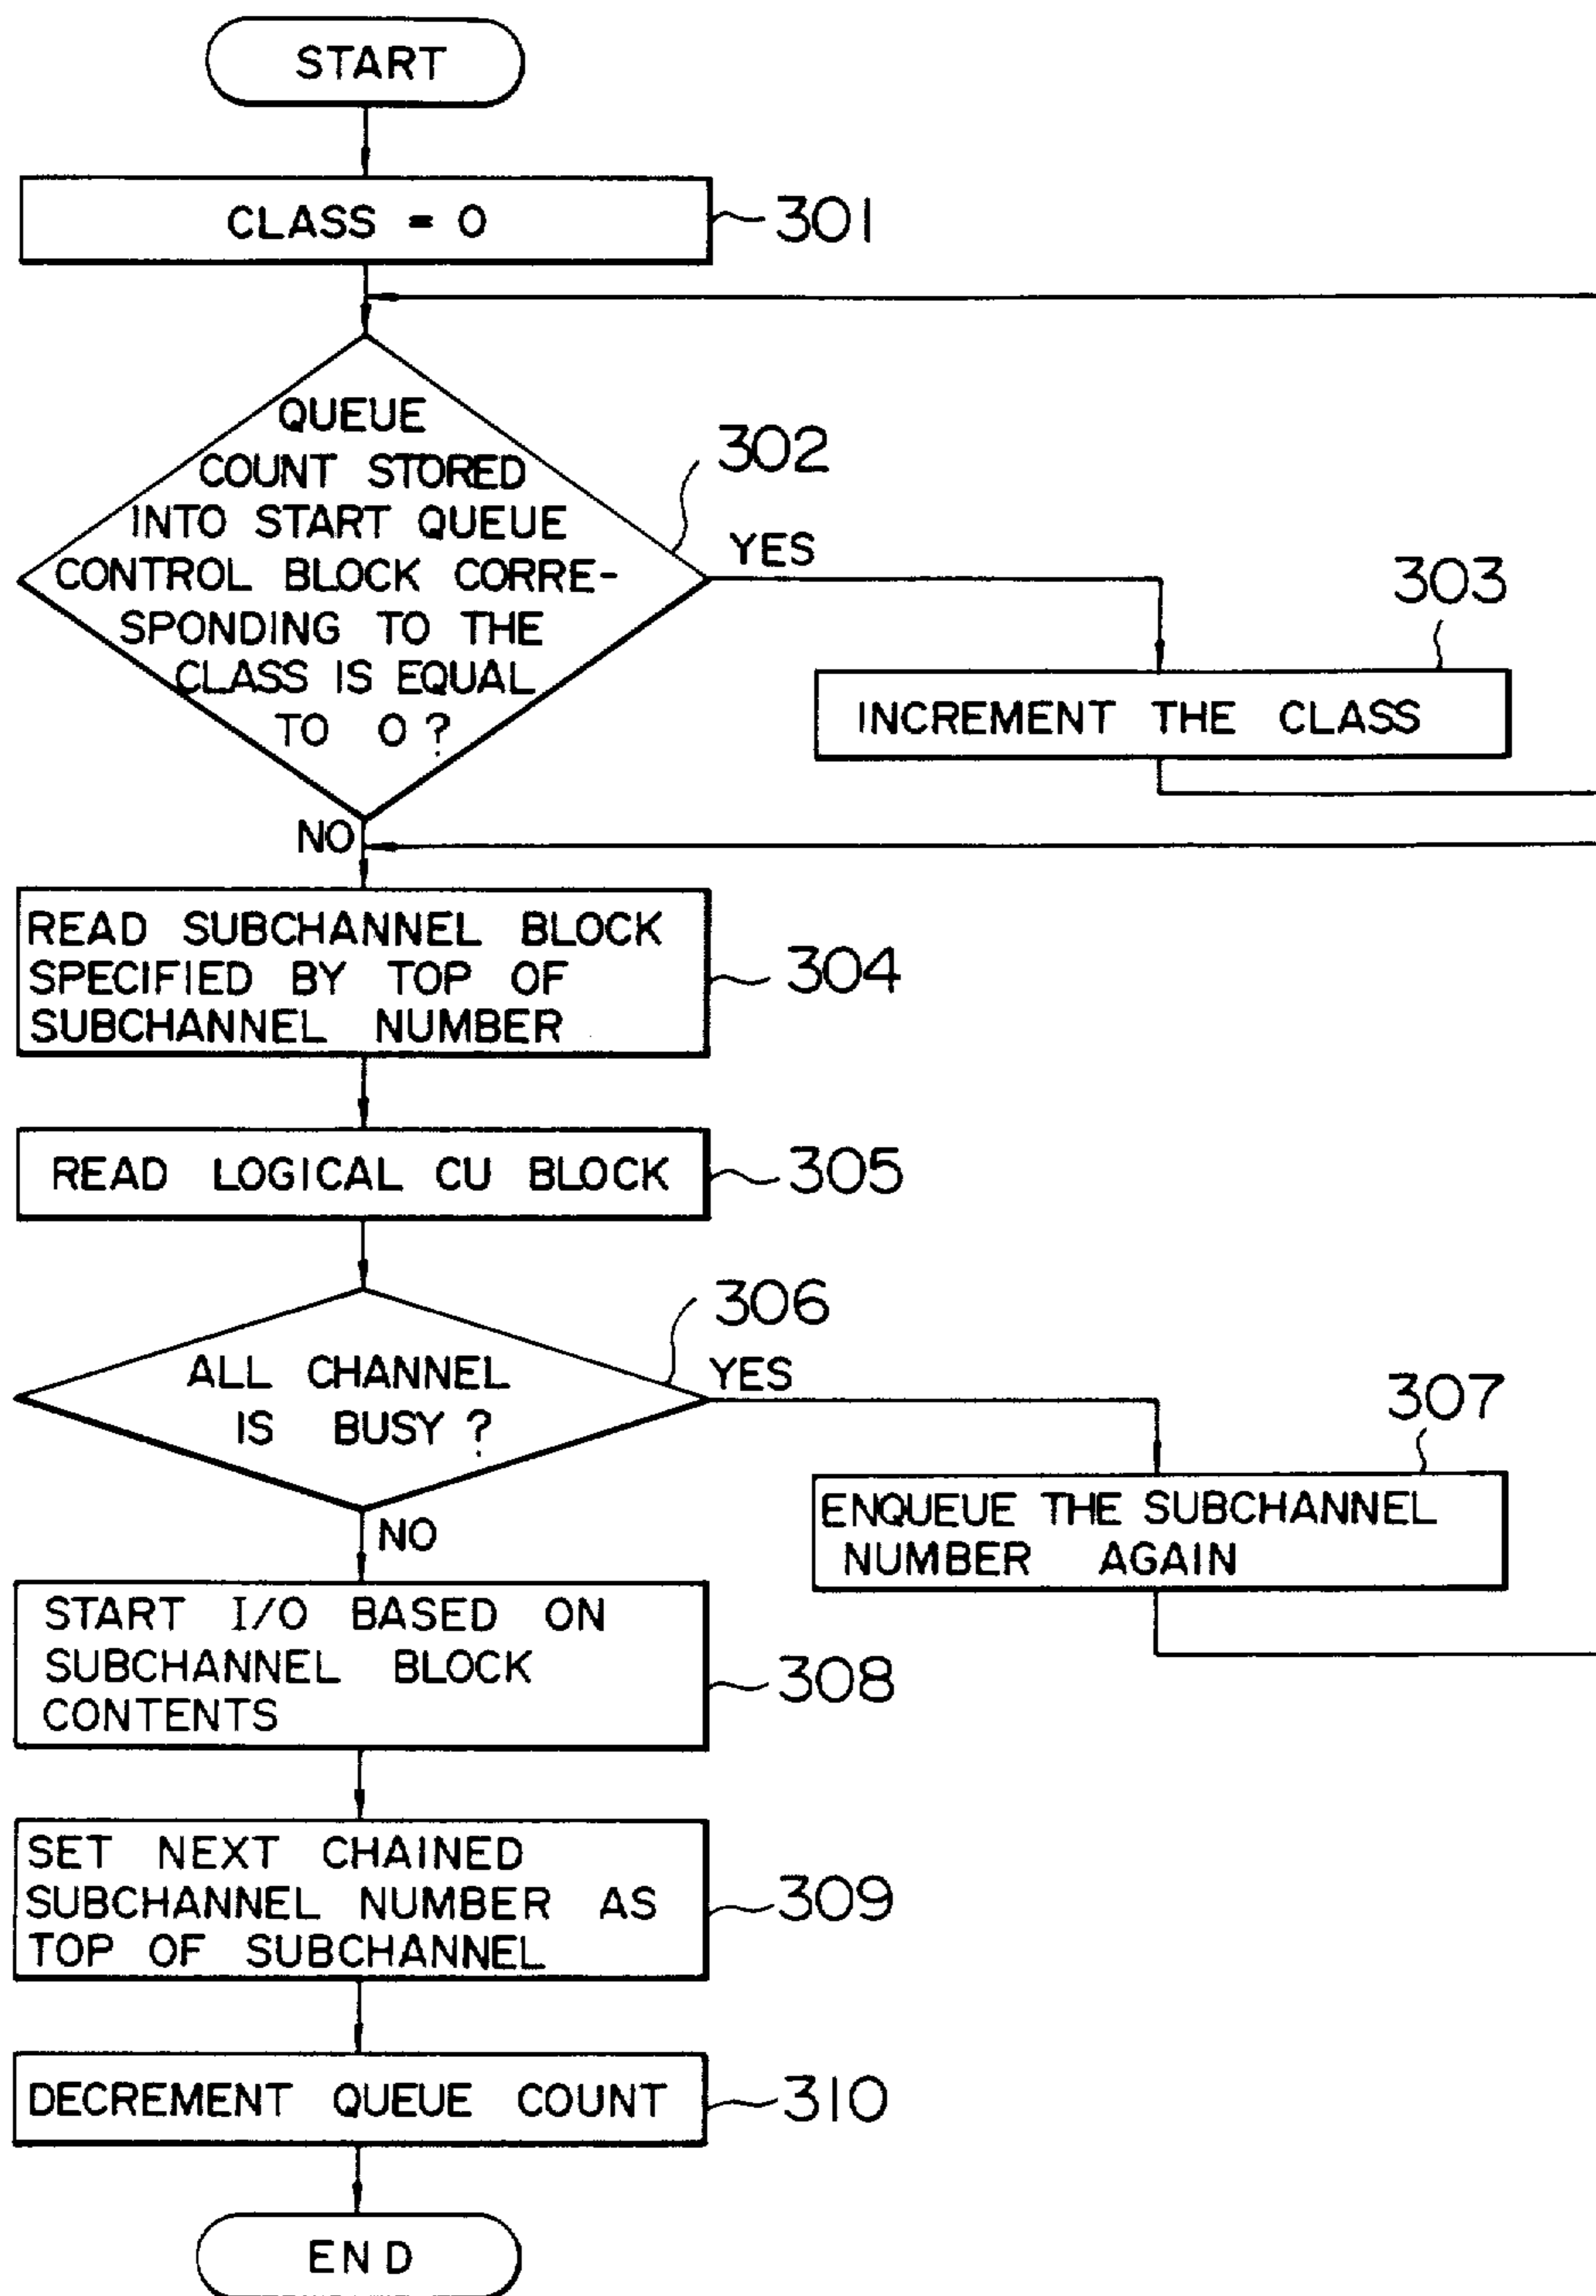 START
CLASS = 0
301
QUEUE
COUNT STORED
INTO START QUEUE
CONTROL BLOCK CORRE-
SPONDING TO THE
CLASS IS EQUAL
TO 0?
302
YES
303
INCREMENT THE CLASS
NO
READ SUBCHANNEL BLOCK
SPECIFIED BY TOP OF
SUBCHANNEL NUMBER
304
READ LOGICAL CU BLOCK
305
ALL CHANNEL
IS BUSY?
306
YES
307
ENQUEUE THE SUBCHANNEL
NUMBER AGAIN
NO
START I/O BASED ON
SUBCHANNEL BLOCK
CONTENTS
308
SET NEXT CHAINED
SUBCHANNEL NUMBER AS
TOP OF SUBCHANNEL
309
DECREMENT QUEUE COUNT
310
END